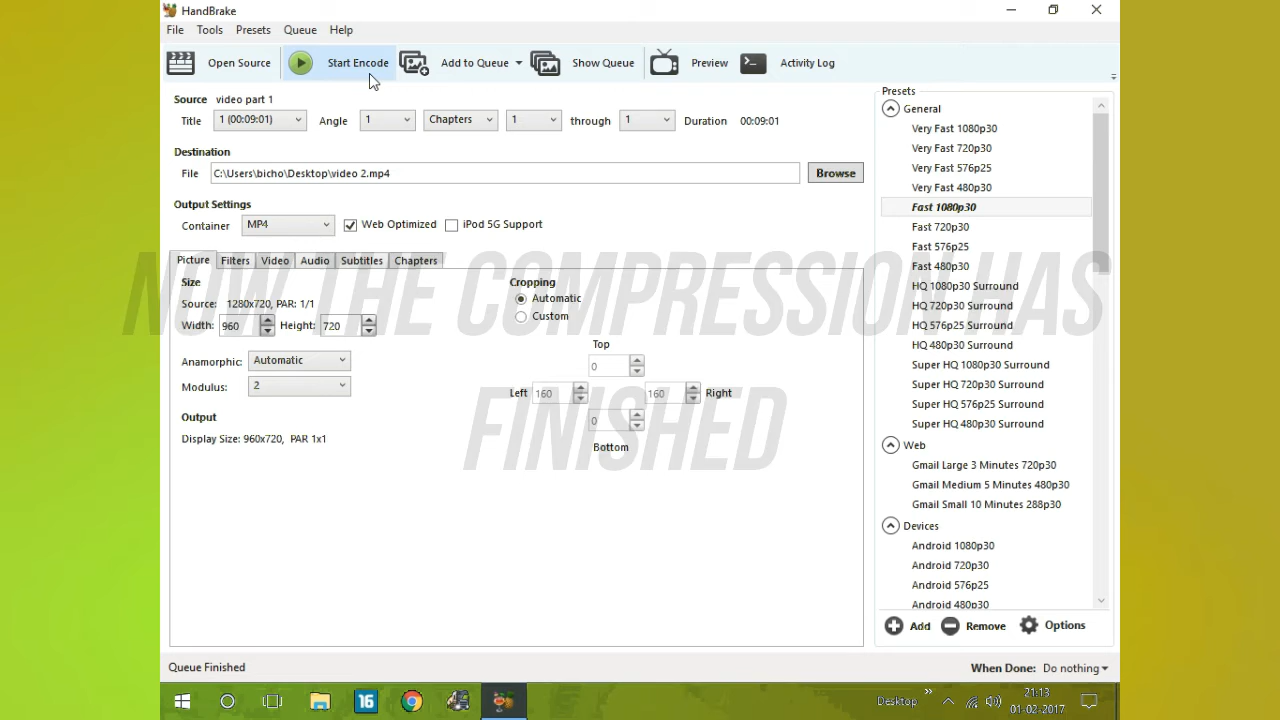 HandBrake
File Tools Presets Queue Help
Open Source Start Encode Add to Queue Show Queue Preview Activity Log
Source video part 1
Title 1 (00:09:01) Angle 1 Chapters 1 through 1 Duration 00:09:01
Destination
File C:\Users\bicho\Desktop\video 2.mp4 Browse
Output Settings
Container MP4 Web Optimized iPod 5G Support
Picture Filters Video Audio Subtitles Chapters
Size
Source: 1280x720, PAR: 1/1
Width: 960 Height: 720
Anamorphic: Automatic
Modulus: 2
Output
Display Size: 960x720, PAR 1x1
Cropping
Automatic
Custom
Top
0
Left 160 160 Right
0
Bottom
NOW THE COMPRESSION HAS
FINISHED
Presets
General
Very Fast 1080p30
Very Fast 720p30
Very Fast 576p25
Very Fast 480p30
Fast 1080p30
Fast 720p30
Fast 576p25
Fast 480p30
HQ 1080p30 Surround
HQ 720p30 Surround
HQ 576p25 Surround
HQ 480p30 Surround
Super HQ 1080p30 Surround
Super HQ 720p30 Surround
Super HQ 576p25 Surround
Super HQ 480p30 Surround
Web
Gmail Large 3 Minutes 720p30
Gmail Medium 5 Minutes 480p30
Gmail Small 10 Minutes 288p30
Devices
Android 1080p30
Android 720p30
Android 576p25
Android 480p30
Add Remove Options
Queue Finished When Done: Do nothing
16 Desktop 21:13
01-02-2017